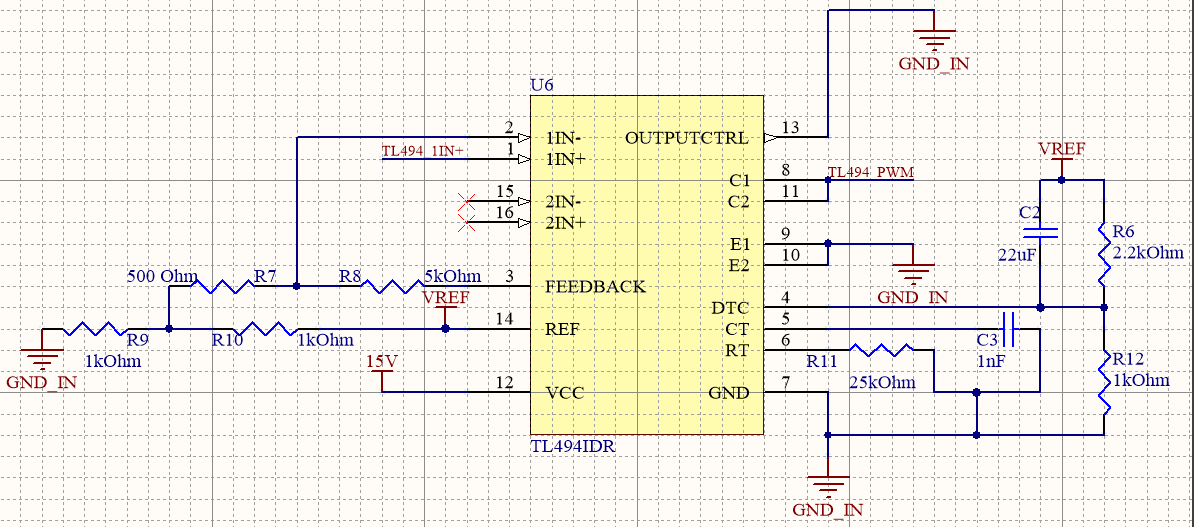 GND_IN
U6
2 1IN- OUTPUTCTRL 13
TL494_1IN+ 1 1IN+
VREF
C1 8 TL494_PWM
15 2IN- C2 11
16 2IN+
C2
E1 9 R6
22uF 2.2kOhm
E2 10
500 Ohm R7 R8 5kOhm 3 FEEDBACK
GND_IN
VREF
DTC 4
14 REF CT 5
R9 R10 1kOhm C3
1kOhm RT 6 R11 1nF R12
15V
GND_IN 25kOhm 1kOhm
12 VCC GND 7
TL494IDR
GND_IN